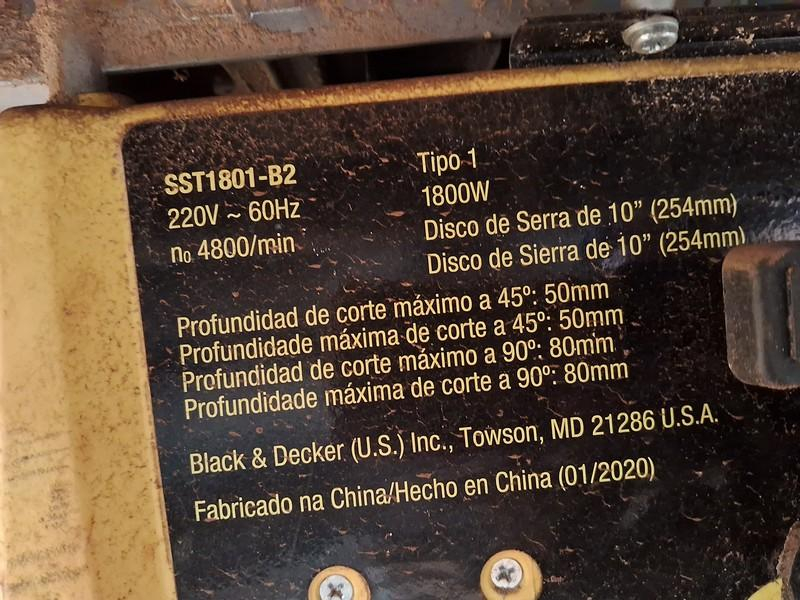 SST1801-B2
220V ~ 60Hz
n₀ 4800/min
Tipo 1
1800W
Disco de Serra de 10" (254mm)
Disco de Sierra de 10" (254mm)
Profundidad de corte máximo a 45º: 50mm
Profundidade máxima de corte a 45º: 50mm
Profundidad de corte máximo a 90º: 80mm
Profundidade máxima de corte a 90º: 80mm
Black & Decker (U.S.) Inc., Towson, MD 21286 U.S.A.
Fabricado na China/Hecho en China (01/2020)